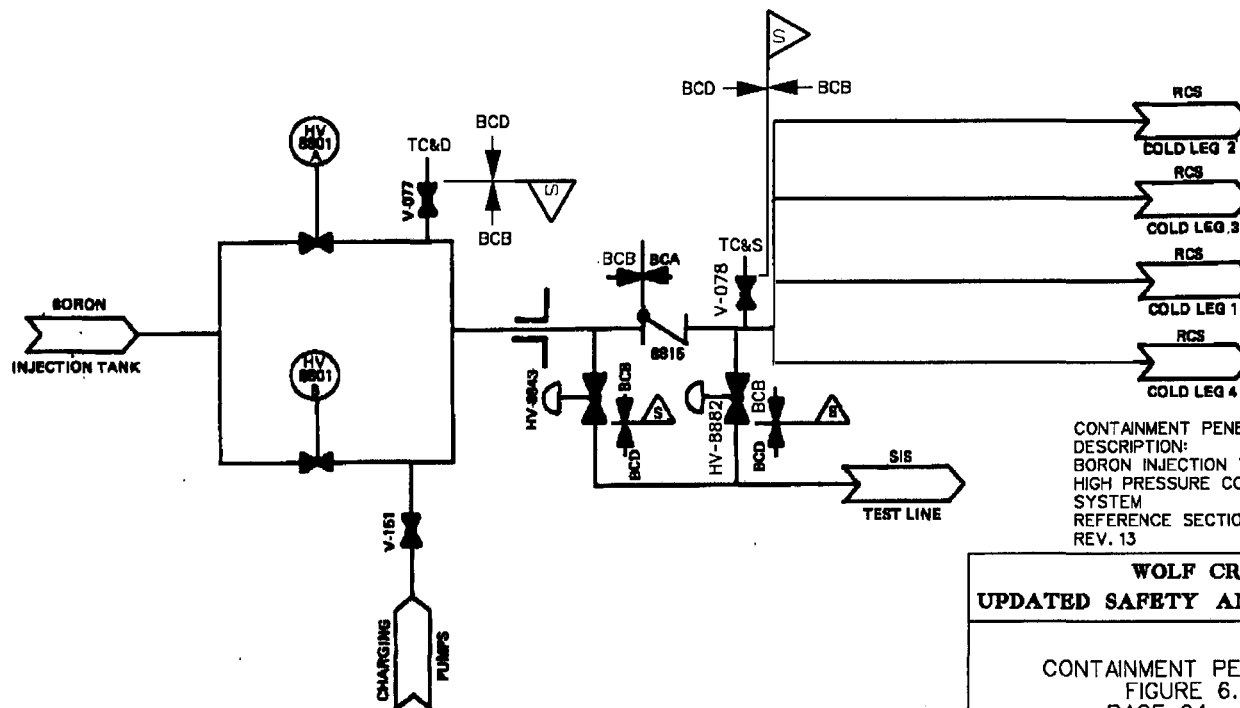 S
BCD
BCB
HV
8801
A
BCD
TC&D
V-077
S
BCB
RCS
COLD LEG 2
RCS
COLD LEG 3
TC&S
BCB
BCA
V-078
RCS
COLD LEG 1
BORON
INJECTION TANK
8815
HV
8801
B
RCS
COLD LEG 4
HV-8843
BCB
S
BCD
HV-8882
BCB
BCD
SIS
TEST LINE
V-151
CHARGING
PUMPS
CONTAINMENT PENE
DESCRIPTION:
BORON INJECTION
HIGH PRESSURE CO
SYSTEM
REFERENCE SECTIO
REV. 13
WOLF CR
UPDATED SAFETY AN
CONTAINMENT PE
FIGURE 6.